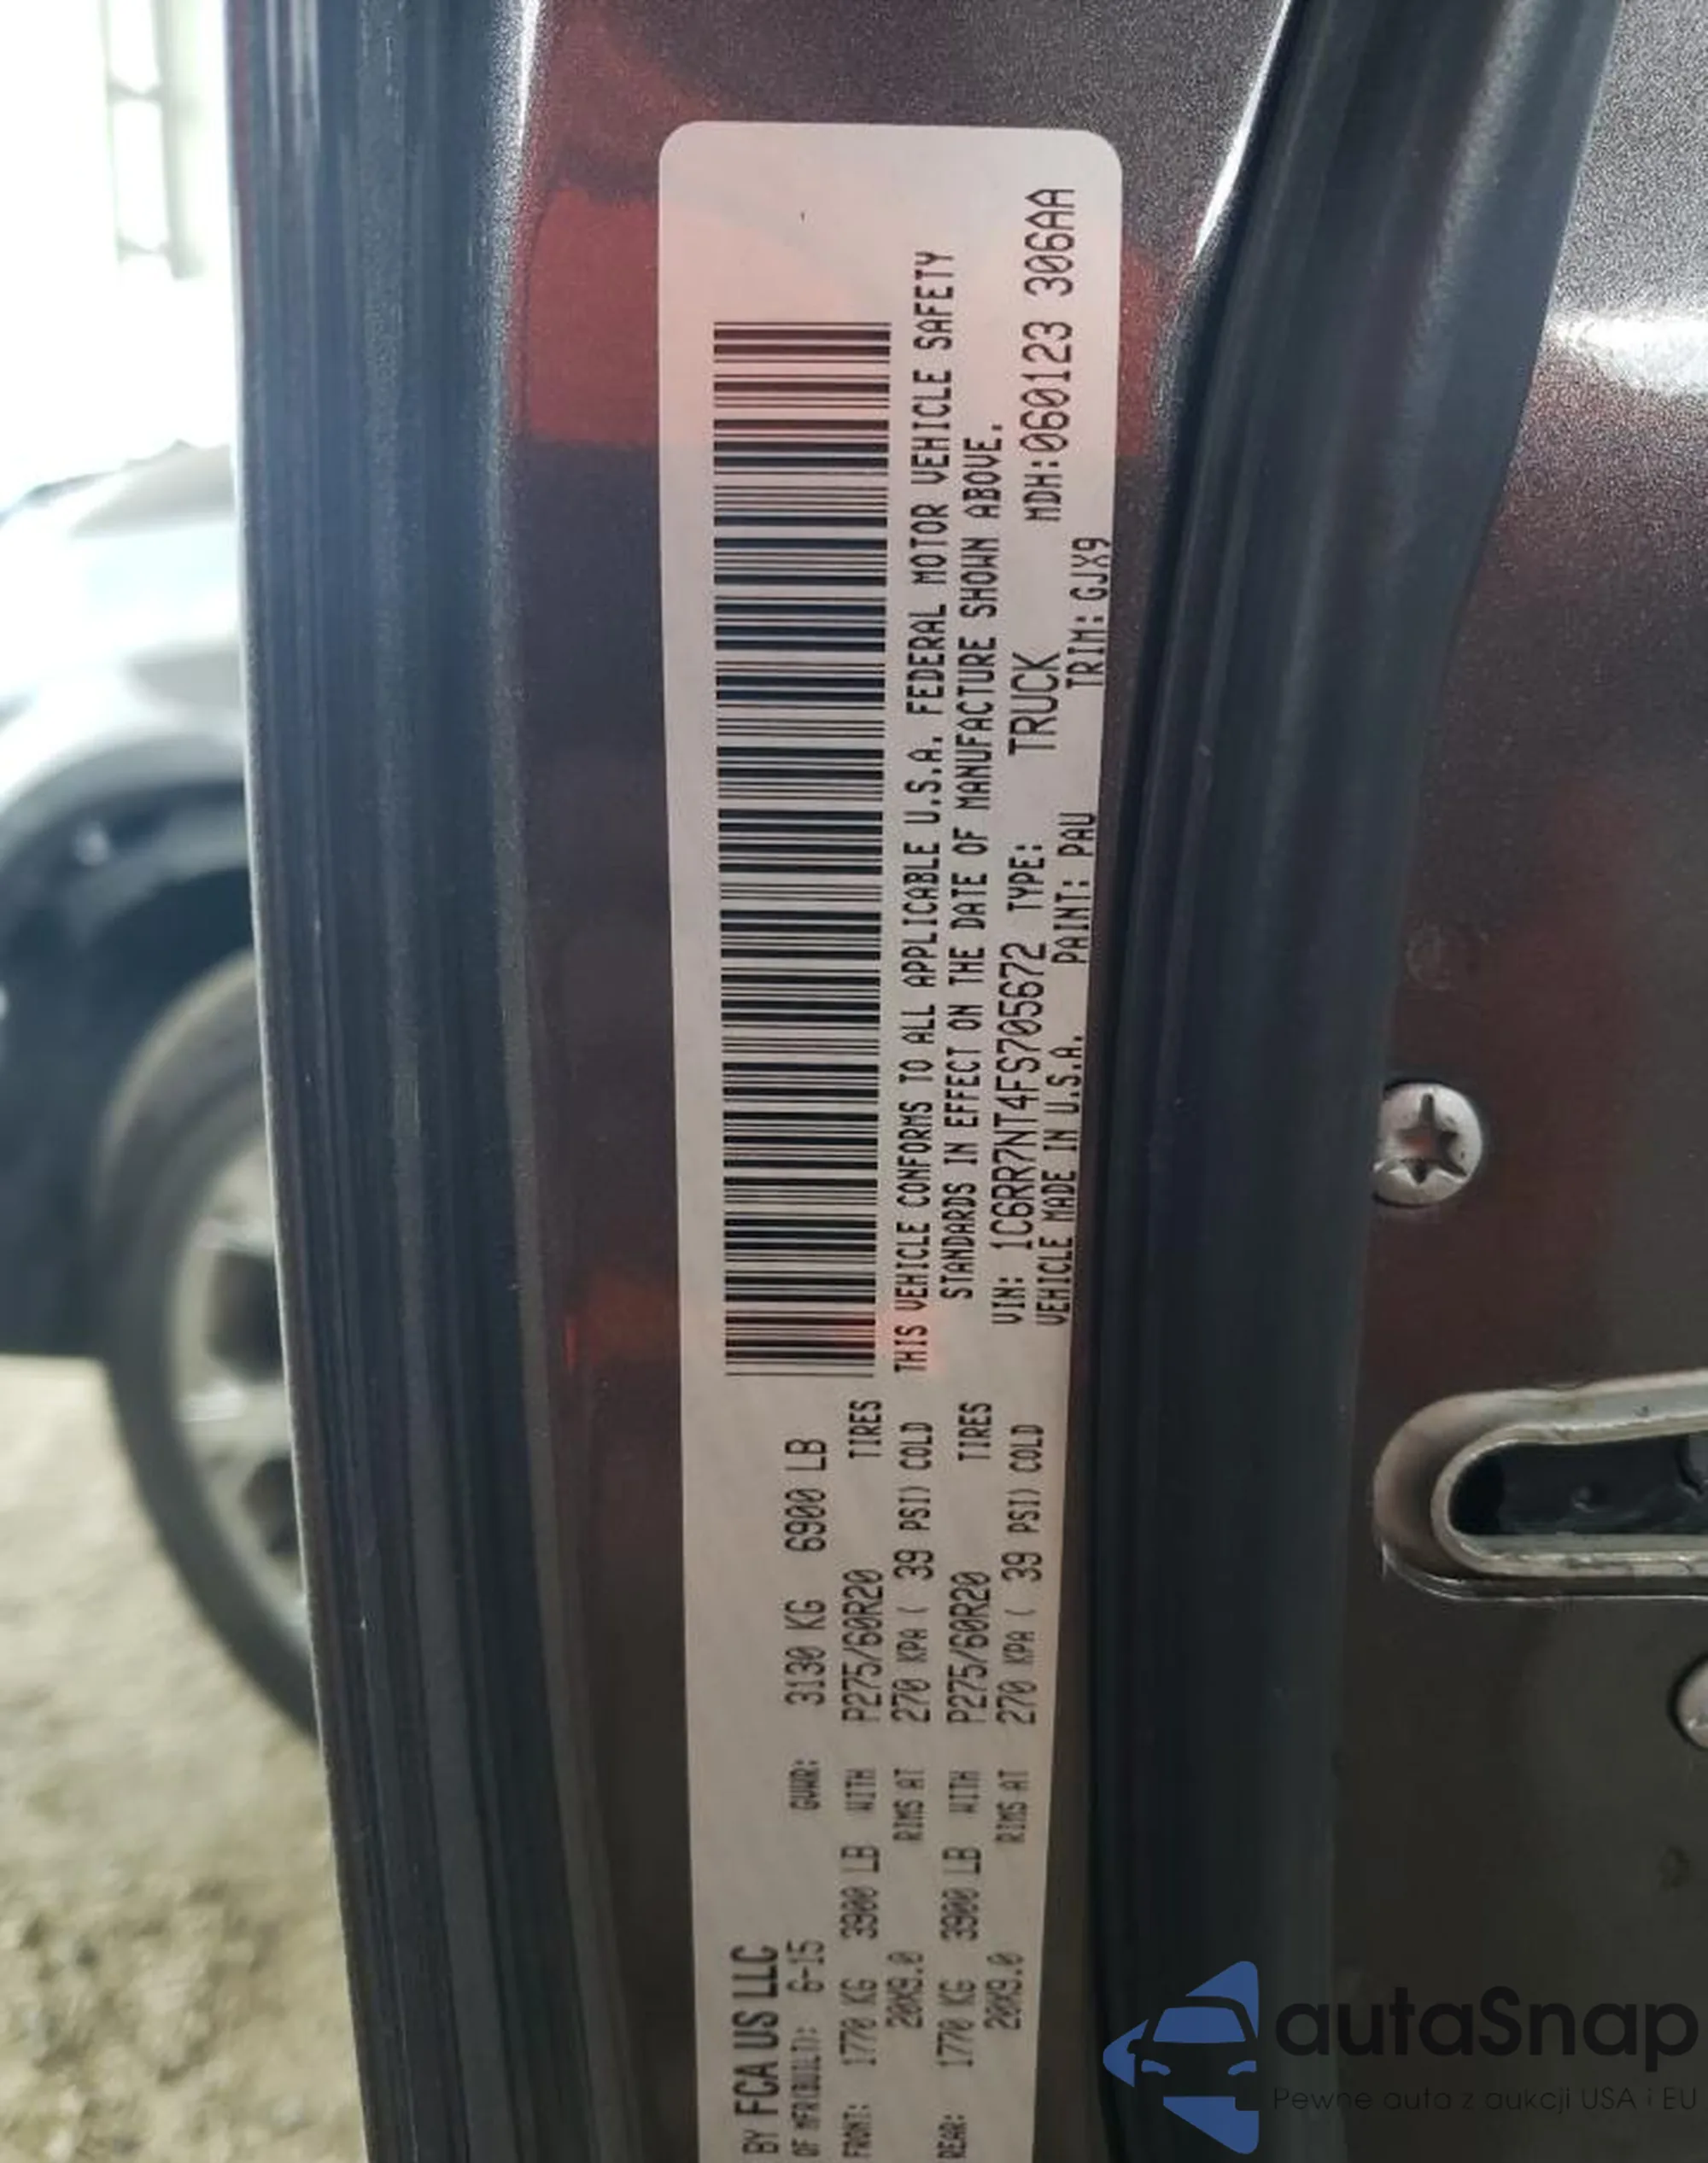 BY FCA US LLC
OF MFR(BUILT): 6-15 GVWR: 3130 KG 6900 LB
FRONT: 1770 KG 3900 LB WITH P275/60R20 TIRES
20X9.0 RIMS AT 270 KPA ( 39 PSI) COLD
REAR: 1770 KG 3900 LB WITH P275/60R20 TIRES
20X9.0 RIMS AT 270 KPA ( 39 PSI) COLD
THIS VEHICLE CONFORMS TO ALL APPLICABLE U.S.A. FEDERAL MOTOR VEHICLE SAFETY
STANDARDS IN EFFECT ON THE DATE OF MANUFACTURE SHOWN ABOVE.
VIN: 1C6RR7NT4FS705672 TYPE: TRUCK MDH:060123 306AA
VEHICLE MADE IN U.S.A. PAINT: PAU TRIM: GJX9
autaSnap
Pewne auta z aukcji USA i EU